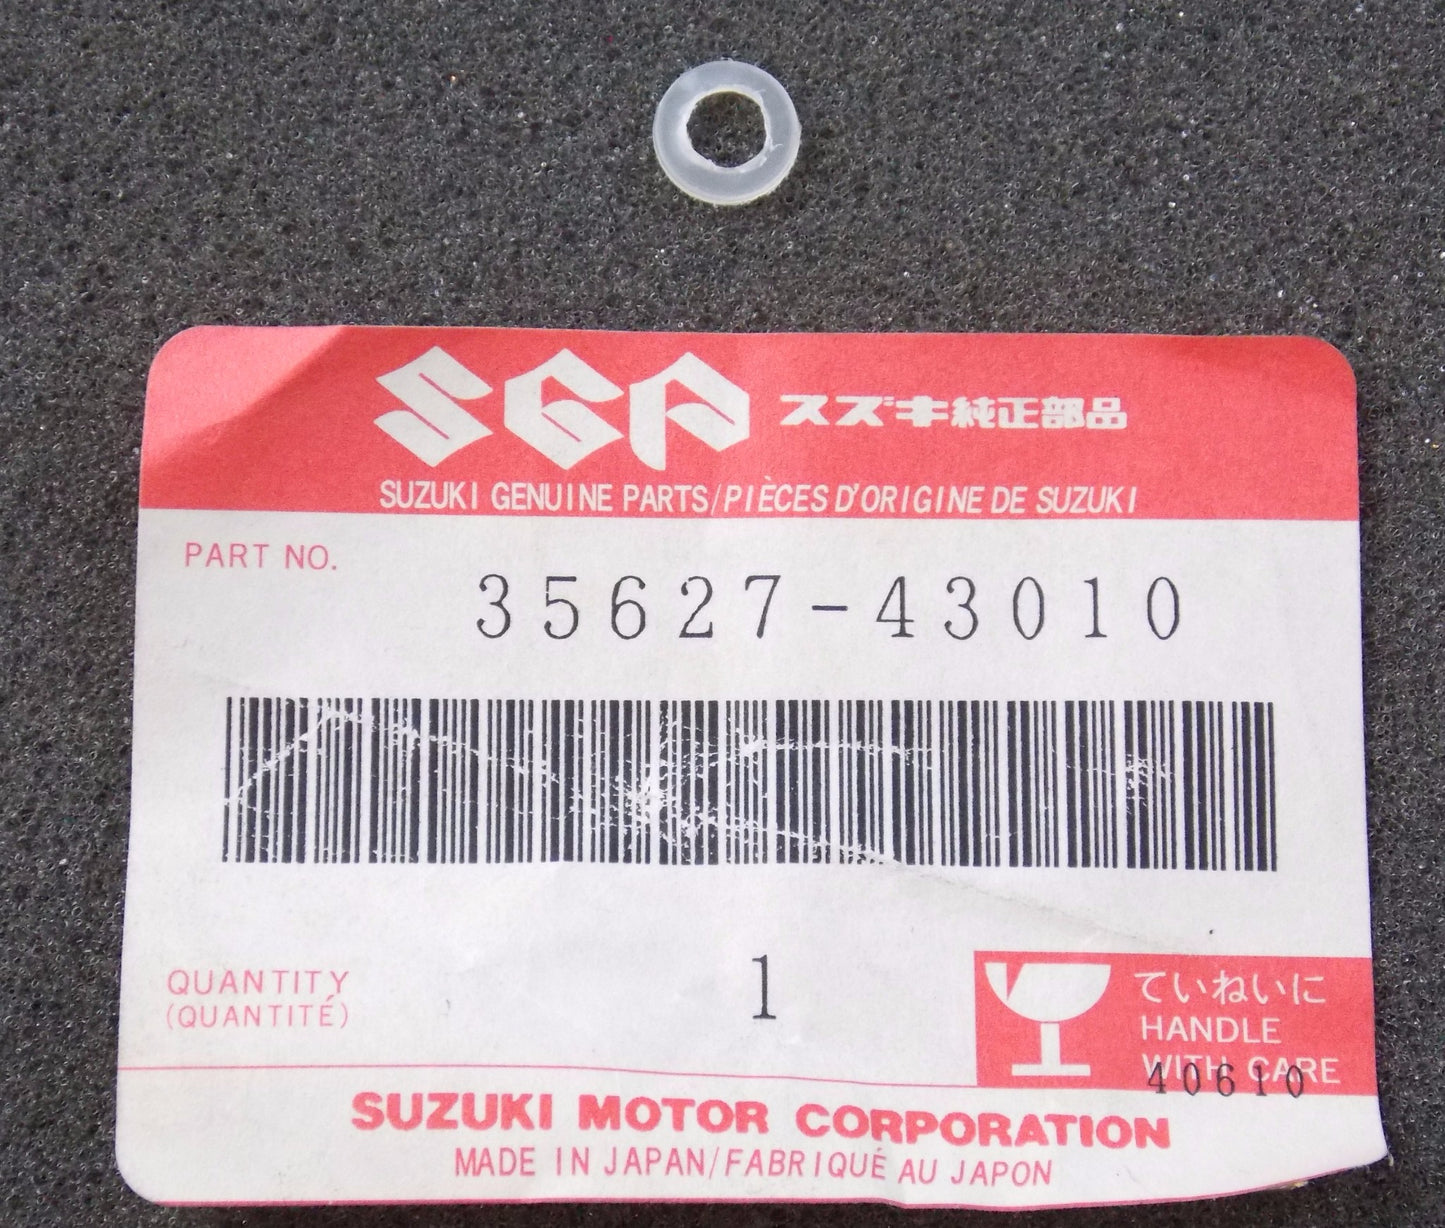 SGP スズキ純正部品
SUZUKI GENUINE PARTS/PIÈCES D'ORIGINE DE SUZUKI
PART NO.
35627-43010
QUANTITY
(QUANTITÉ)
1
ていねいに
HANDLE
WITH CARE
40610
SUZUKI MOTOR CORPORATION
MADE IN JAPAN/FABRIQUÉ AU JAPON